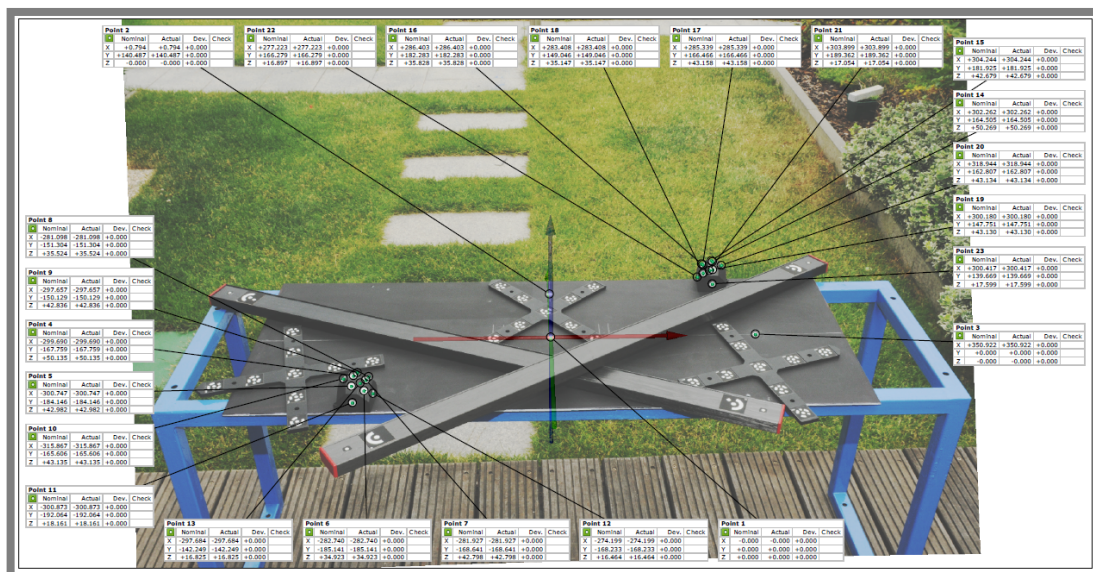 Point 2
Nominal Actual Dev. Check
X +0.794 +0.794 +0.000
Y +140.487 +140.487 +0.000
Z -0.000 -0.000 +0.000
Point 22
Nominal Actual Dev. Check
X +277.223 +277.223 +0.000
Y +166.279 +166.279 +0.000
Z +16.897 +16.897 +0.000
Point 16
Nominal Actual Dev. Check
X +286.403 +286.403 +0.000
Y +182.283 +182.283 +0.000
Z +35.828 +35.828 +0.000
Point 18
Nominal Actual Dev. Check
X +283.408 +283.408 +0.000
Y +149.046 +149.046 +0.000
Z +35.147 +35.147 +0.000
Point 17
Nominal Actual Dev. Check
X +285.339 +285.339 +0.000
Y +166.466 +166.466 +0.000
Z +43.158 +43.158 +0.000
Point 21
Nominal Actual Dev. Check
X +303.899 +303.899 +0.000
Y +189.362 +189.362 +0.000
Z +17.054 +17.054 +0.000
Point 15
Nominal Actual Dev. Check
X +304.244 +304.244 +0.000
Y +181.925 +181.925 +0.000
Z +42.679 +42.679 +0.000
Point 14
Nominal Actual Dev. Check
X +302.262 +302.262 +0.000
Y +164.505 +164.505 +0.000
Z +50.269 +50.269 +0.000
Point 20
Nominal Actual Dev. Check
X +318.944 +318.944 +0.000
Y +162.807 +162.807 +0.000
Z +43.134 +43.134 +0.000
Point 19
Nominal Actual Dev. Check
X +300.180 +300.180 +0.000
Y +147.751 +147.751 +0.000
Z +43.130 +43.130 +0.000
Point 23
Nominal Actual Dev. Check
X +300.417 +300.417 +0.000
Y +139.669 +139.669 +0.000
Z +17.599 +17.599 +0.000
Point 3
Nominal Actual Dev. Check
X +350.922 +350.922 +0.000
Y +0.000 +0.000 +0.000
Z -0.000 -0.000 +0.000
Point 8
Nominal Actual Dev. Check
X -281.098 -281.098 +0.000
Y -151.304 -151.304 +0.000
Z +35.524 +35.524 +0.000
Point 9
Nominal Actual Dev. Check
X -297.657 -297.657 +0.000
Y -150.129 -150.129 +0.000
Z +42.836 +42.836 +0.000
Point 4
Nominal Actual Dev. Check
X -299.690 -299.690 +0.000
Y -167.759 -167.759 +0.000
Z +50.135 +50.135 +0.000
Point 5
Nominal Actual Dev. Check
X -300.747 -300.747 +0.000
Y -184.146 -184.146 +0.000
Z +42.982 +42.982 +0.000
Point 10
Nominal Actual Dev. Check
X -315.867 -315.867 +0.000
Y -165.606 -165.606 +0.000
Z +43.135 +43.135 +0.000
Point 11
Nominal Actual Dev. Check
X -300.873 -300.873 +0.000
Y -192.064 -192.064 +0.000
Z +18.161 +18.161 +0.000
Point 13
Nominal Actual Dev. Check
X -297.684 -297.684 +0.000
Y -142.249 -142.249 +0.000
Z +16.825 +16.825 +0.000
Point 6
Nominal Actual Dev. Check
X -282.740 -282.740 +0.000
Y -185.141 -185.141 +0.000
Z +34.923 +34.923 +0.000
Point 7
Nominal Actual Dev. Check
X -281.927 -281.927 +0.000
Y -168.641 -168.641 +0.000
Z +42.798 +42.798 +0.000
Point 12
Nominal Actual Dev. Check
X -274.199 -274.199 +0.000
Y -168.233 -168.233 +0.000
Z +16.464 +16.464 +0.000
Point 1
Nominal Actual Dev. Check
X -0.000 -0.000 +0.000
Y +0.000 +0.000 +0.000
Z +0.000 +0.000 +0.000